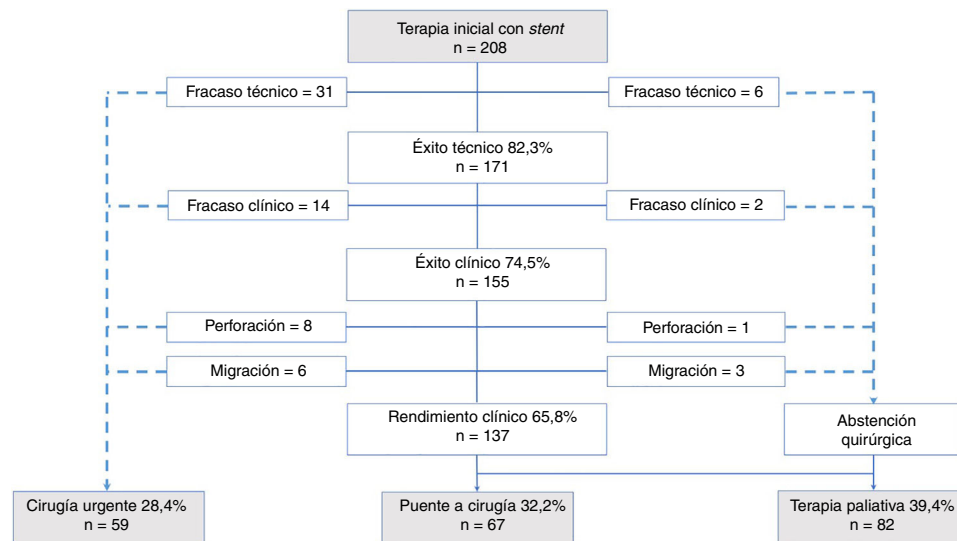 Terapia inicial con stent
n = 208
Fracaso técnico = 31
Fracaso técnico = 6
Éxito técnico 82,3%
n = 171
Fracaso clínico = 14
Fracaso clínico = 2
Éxito clínico 74,5%
n = 155
Perforación = 8
Perforación = 1
Migración = 6
Migración = 3
Rendimiento clínico 65,8%
n = 137
Abstención
quirúrgica
Cirugía urgente 28,4%
n = 59
Puente a cirugía 32,2%
n = 67
Terapia paliativa 39,4%
n = 82